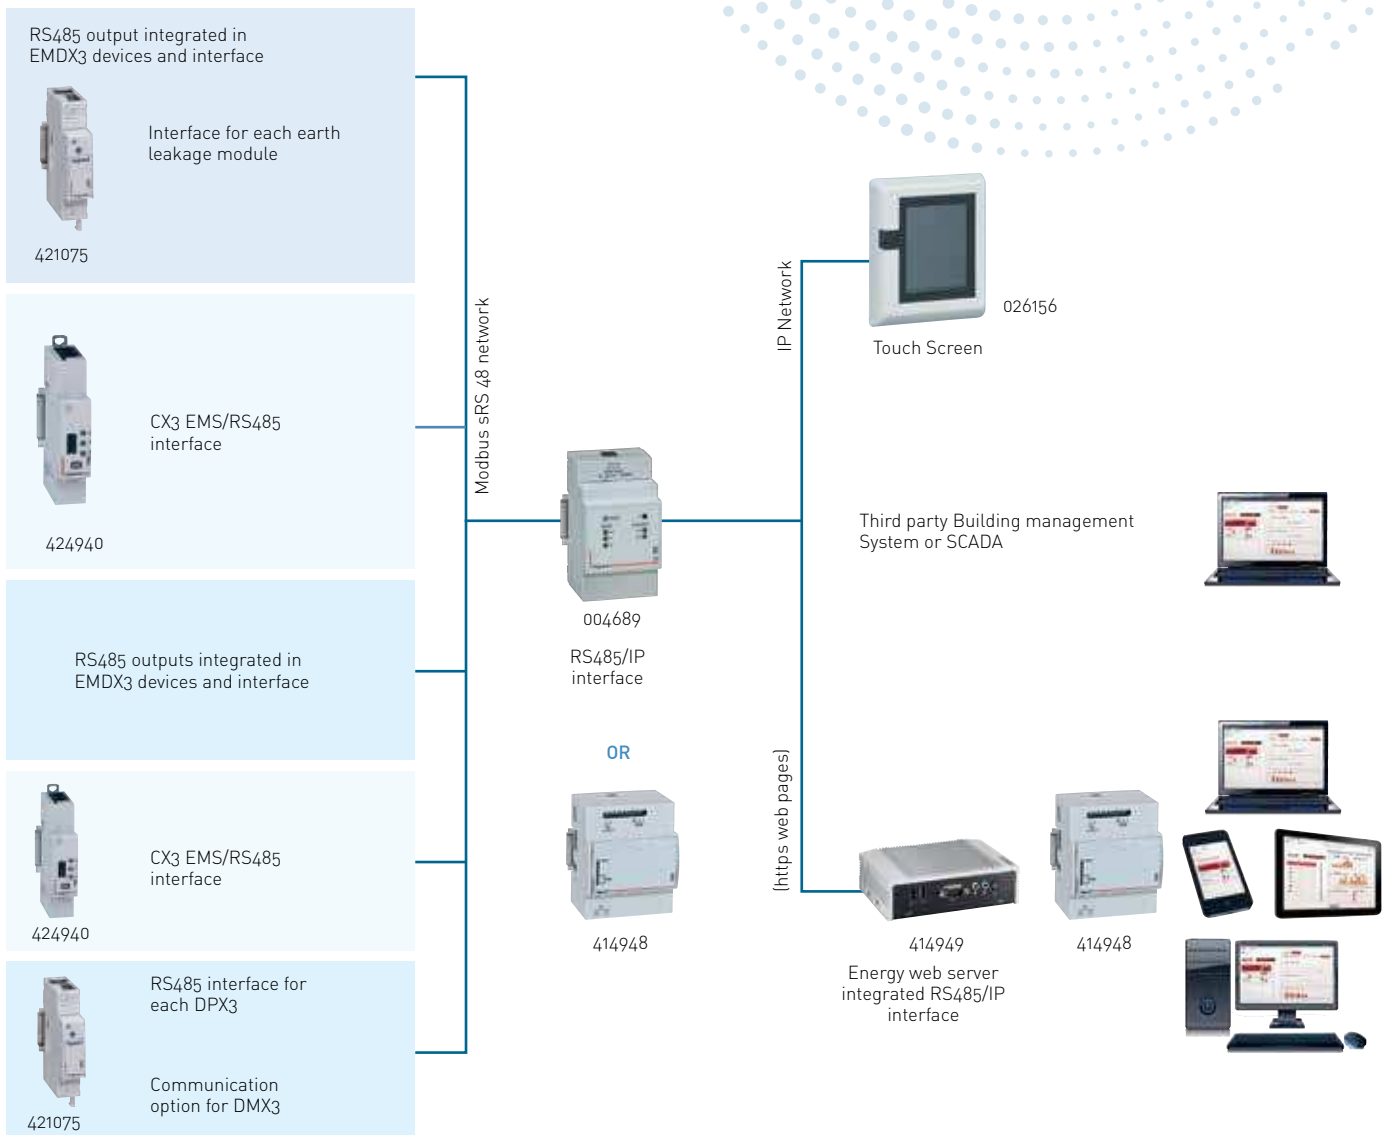 RS485 output integrated in
EMDX3 devices and interface
Interface for each earth
leakage module
421075
CX3 EMS/RS485
interface
424940
RS485 outputs integrated in
EMDX3 devices and interface
CX3 EMS/RS485
interface
424940
RS485 interface for
each DPX3
Communication
option for DMX3
421075
Modbus sRS 48 network
004689
RS485/IP
interface
OR
414948
IP Network
026156
Touch Screen
Third party Building management
System or SCADA
(https web pages)
414949
Energy web server
integrated RS485/IP
interface
414948